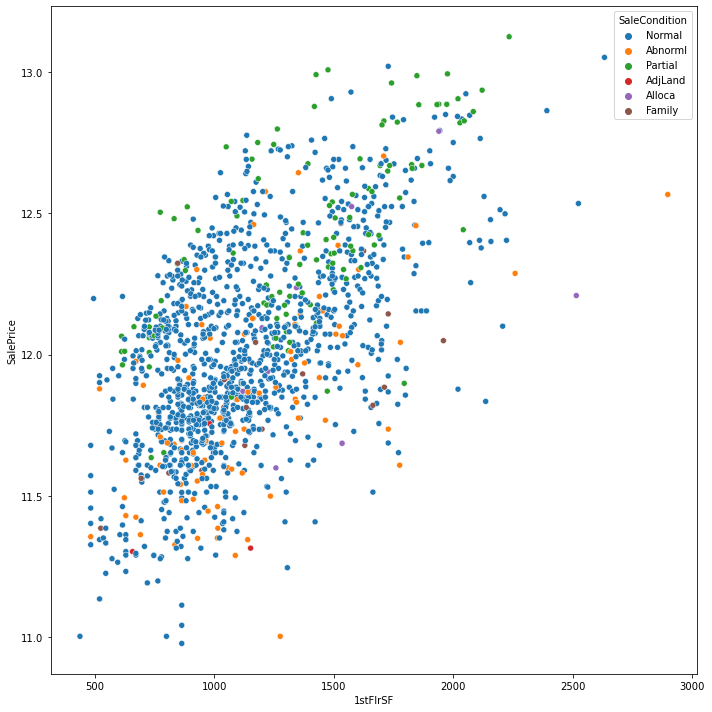 SaleCondition
Normal
Abnorml
Partial
AdjLand
Alloca
Family
13.0
12.5
12.0
11.5
11.0
SalePrice
500
1000
1500
2000
2500
3000
1stFlrSF